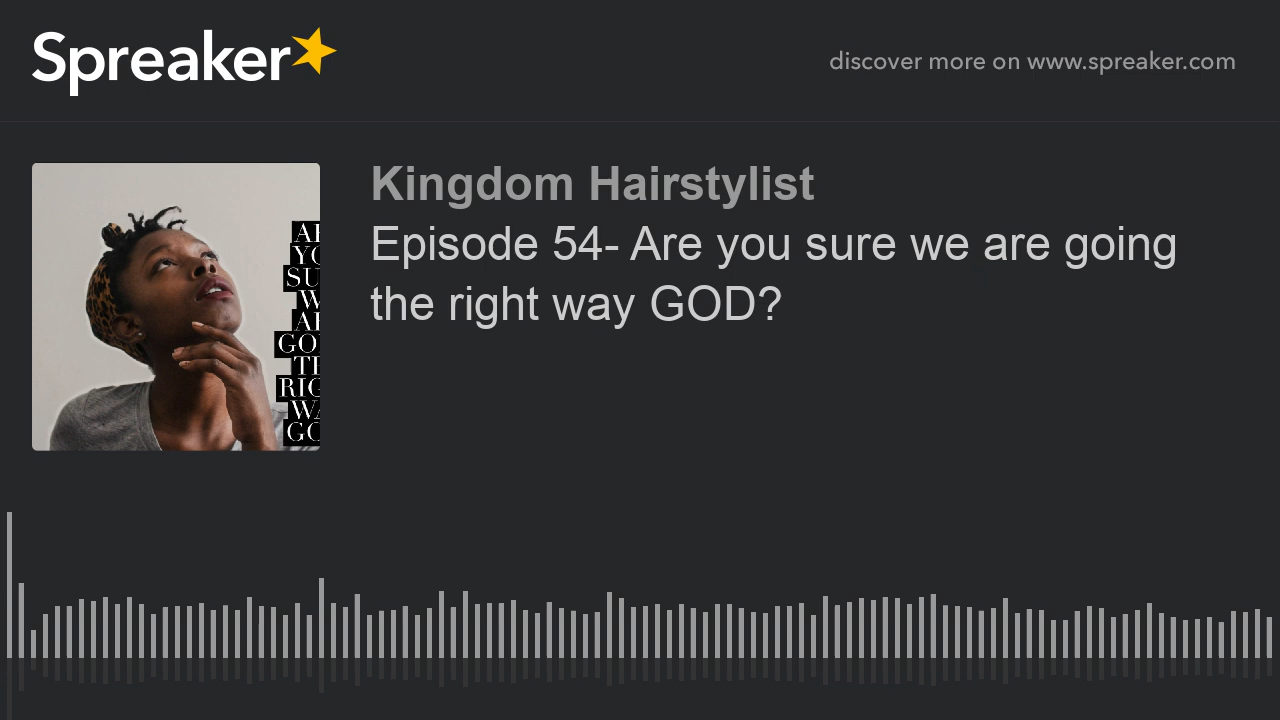 Spreaker
discover more on www.spreaker.com
Kingdom Hairstylist
Episode 54- Are you sure we are going
the right way GOD?